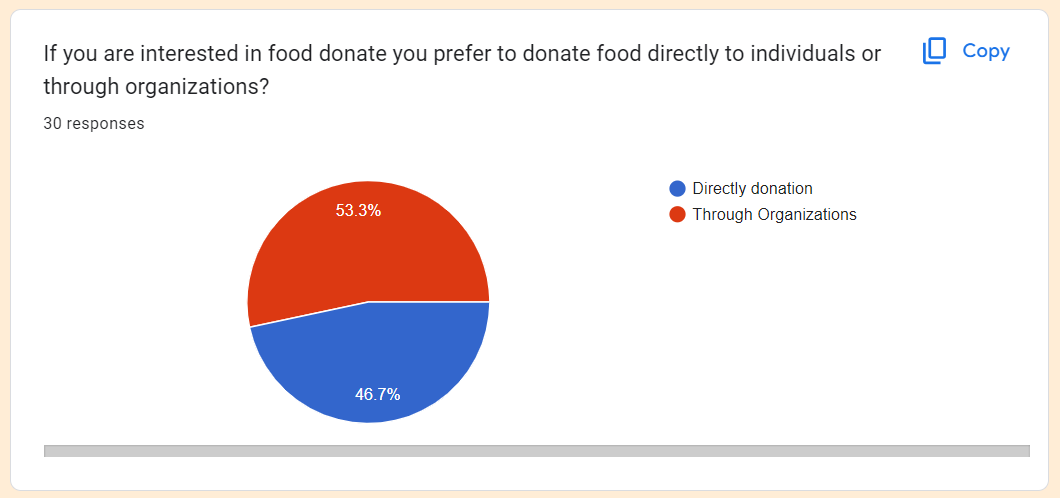 If you are interested in food donate you prefer to donate food directly to individuals or
through organizations?
Copy
30 responses
53.3%
46.7%
Directly donation
Through Organizations